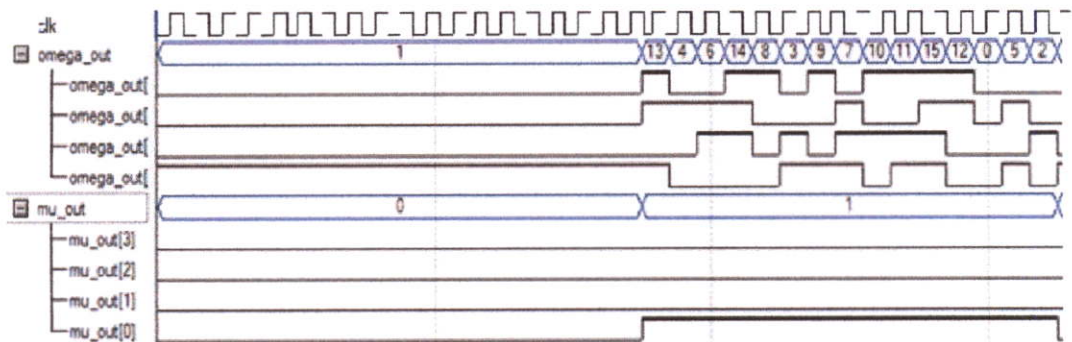 clk
omega_out 1 13 4 6 14 8 3 9 7 10 11 15 12 0 5 2
omega_out[
omega_out[
omega_out[
omega_out[
mu_out 0 1
mu_out[3]
mu_out[2]
mu_out[1]
mu_out[0]